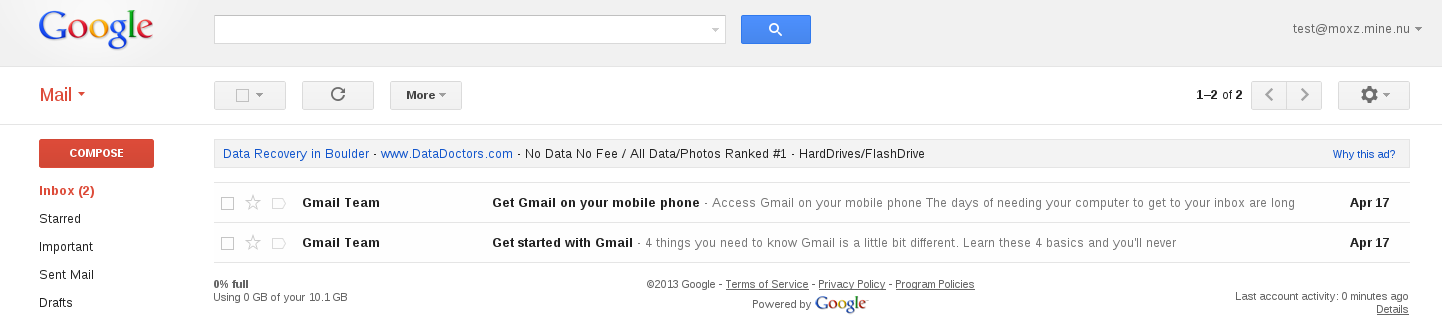 Google
test@moxz.mine.nu
Mail
More
1–2 of 2
COMPOSE
Data Recovery in Boulder - www.DataDoctors.com - No Data No Fee / All Data/Photos Ranked #1 - HardDrives/FlashDrive
Why this ad?
Inbox (2)
Starred
Important
Sent Mail
Drafts
Gmail Team Get Gmail on your mobile phone - Access Gmail on your mobile phone The days of needing your computer to get to your inbox are long Apr 17
Gmail Team Get started with Gmail - 4 things you need to know Gmail is a little bit different. Learn these 4 basics and you'll never Apr 17
0% full
Using 0 GB of your 10.1 GB
©2013 Google - Terms of Service - Privacy Policy - Program Policies
Powered by Google
Last account activity: 0 minutes ago
Details